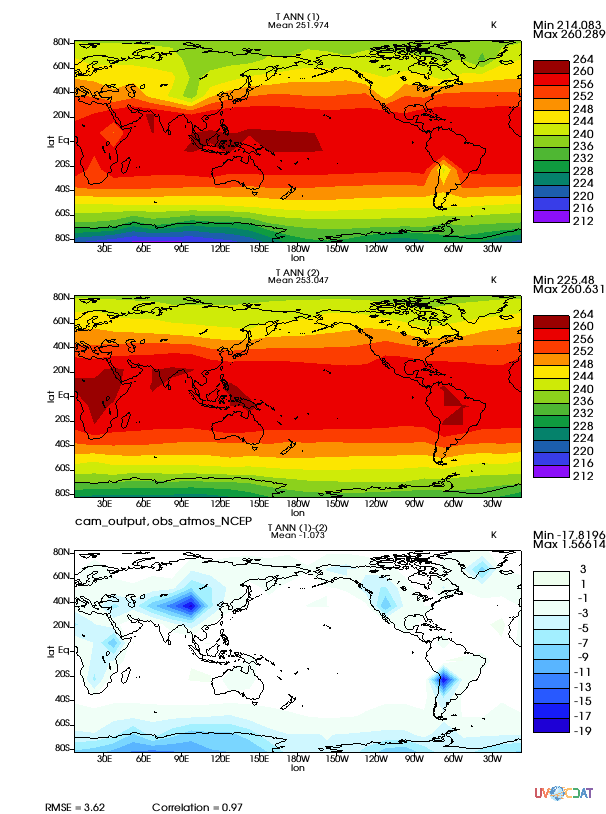 T ANN (1)
Mean 251.974
K
Min 214.083
Max 260.289
80N
60N
40N
20N
Eq
20S
40S
60S
80S
lat
30E 60E 90E 120E 150E 180W 150W 120W 90W 60W 30W
lon
264
260
256
252
248
244
240
236
232
228
224
220
216
212
T ANN (2)
Mean 253.047
K
Min 225.48
Max 260.631
80N
60N
40N
20N
Eq
20S
40S
60S
80S
lat
30E 60E 90E 120E 150E 180W 150W 120W 90W 60W 30W
lon
264
260
256
252
248
244
240
236
232
228
224
220
216
212
cam_output, obs_atmos_NCEP
T ANN (1)-(2)
Mean -1.073
K
Min -17.8196
Max 1.56614
80N
60N
40N
20N
Eq
20S
40S
60S
80S
lat
30E 60E 90E 120E 150E 180W 150W 120W 90W 60W 30W
lon
3
1
-1
-3
-5
-7
-9
-11
-13
-15
-17
-19
UV CDAT
RMSE = 3.62 Correlation = 0.97